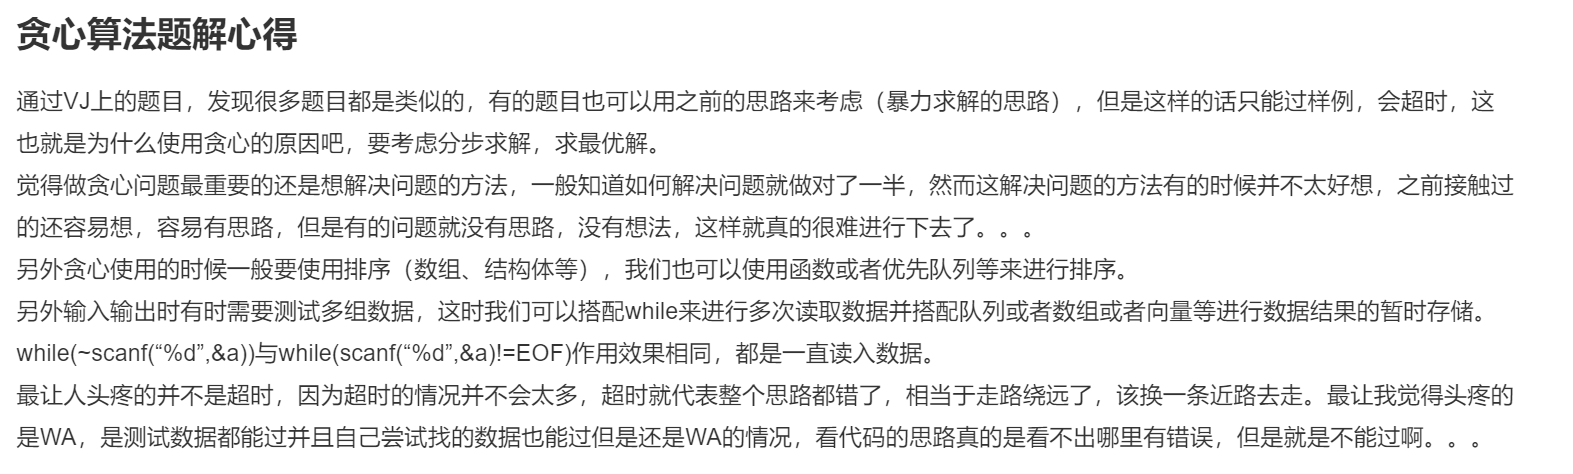 贪心算法题解心得
通过VJ上的题目，发现很多题目都是类似的，有的题目也可以用之前的思路来考虑（暴力求解的思路），但是这样的话只能过样例，会超时，这
也就是为什么使用贪心的原因吧，要考虑分步求解，求最优解。
觉得做贪心问题最重要的还是想解决问题的方法，一般知道如何解决问题就做对了一半，然而这解决问题的方法有的时候并不太好想，之前接触过
的还容易想，容易有思路，但是有的问题就没有思路，没有想法，这样就真的很难进行下去了。。。
另外贪心使用的时候一般要使用排序（数组、结构体等），我们也可以使用函数或者优先队列等来进行排序。
另外输入输出时有时需要测试多组数据，这时我们可以搭配while来进行多次读取数据并搭配队列或者数组或者向量等进行数据结果的暂时存储。
while(~scanf(“%d”,&a))与while(scanf(“%d”,&a)!=EOF)作用效果相同，都是一直读入数据。
最让人头疼的并不是超时，因为超时的情况并不会太多，超时就代表整个思路都错了，相当于走路绕远了，该换一条近路去走。最让我觉得头疼的
是WA，是测试数据都能过并且自己尝试找的数据也能过但是还是WA的情况，看代码的思路真的是看不出哪里有错误，但是就是不能过啊。。。